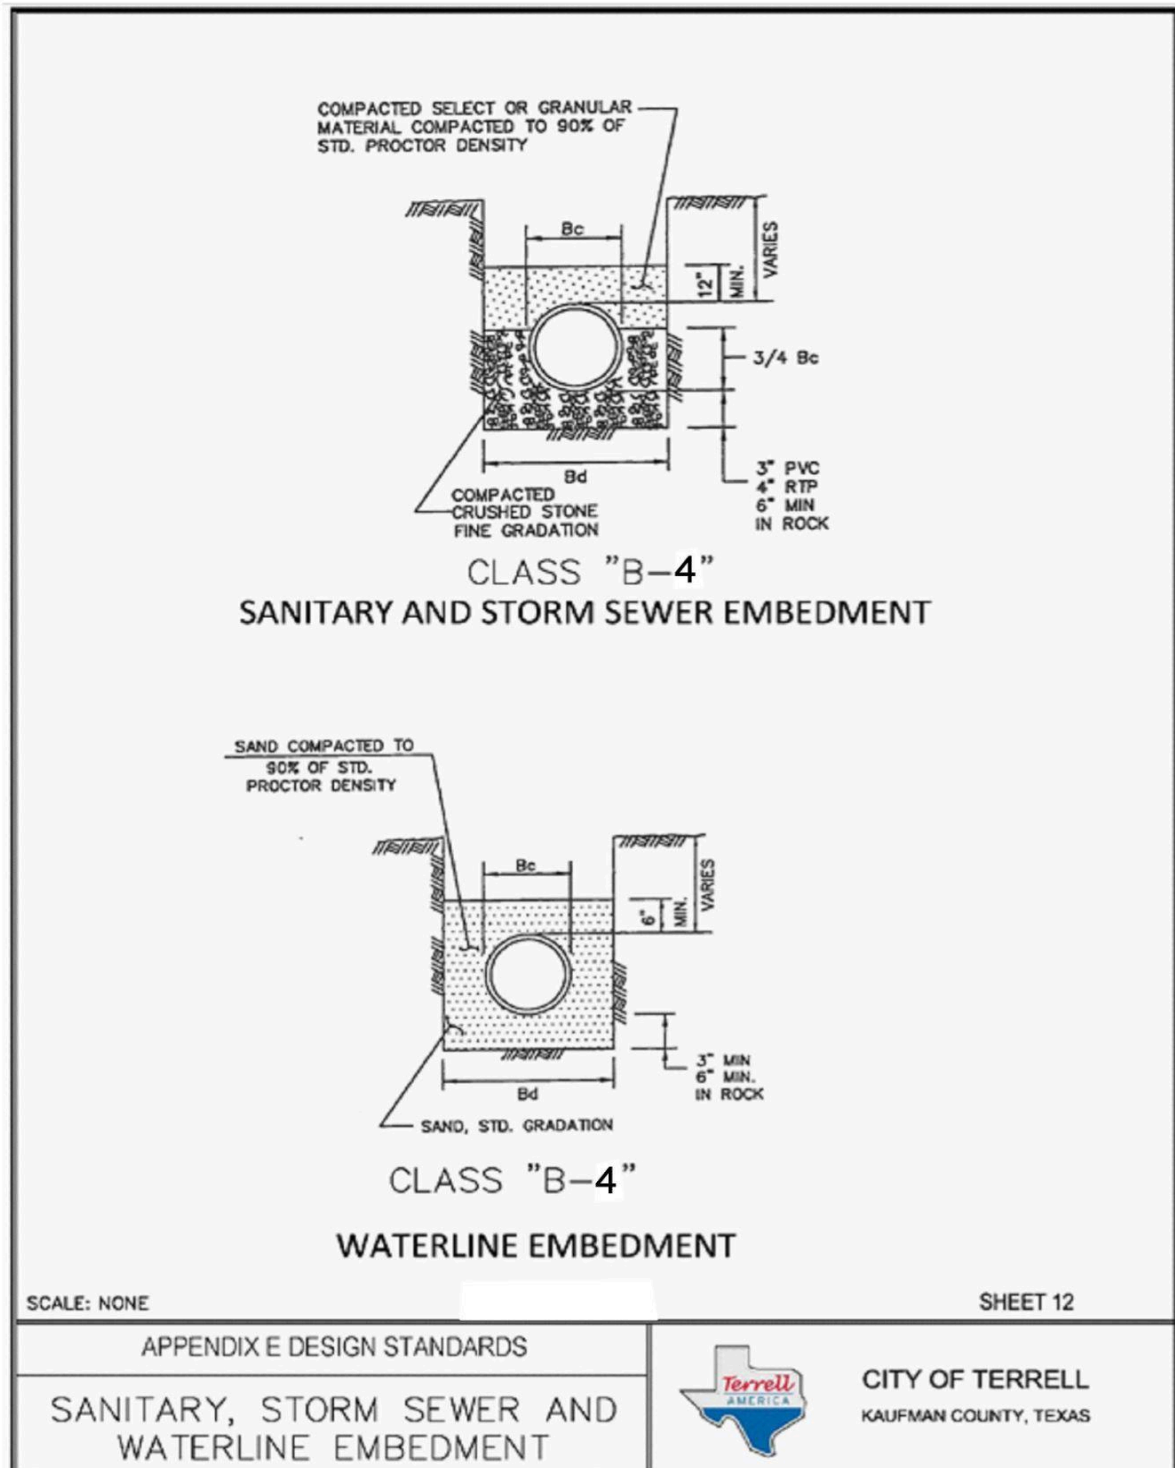 COMPACTED SELECT OR GRANULAR
MATERIAL COMPACTED TO 90% OF
STD. PROCTOR DENSITY
Bc
12"
MIN.
VARIES
3/4 Bc
Bd
3" PVC
4" RTP
6" MIN
IN ROCK
COMPACTED
CRUSHED STONE
FINE GRADATION
CLASS "B-4"
SANITARY AND STORM SEWER EMBEDMENT
SAND COMPACTED TO
90% OF STD.
PROCTOR DENSITY
Bc
6"
MIN.
VARIES
3" MIN
6" MIN.
IN ROCK
Bd
SAND, STD. GRADATION
CLASS "B-4"
WATERLINE EMBEDMENT
SCALE: NONE
SHEET 12
APPENDIX E DESIGN STANDARDS
SANITARY, STORM SEWER AND
WATERLINE EMBEDMENT
Terrell
AMERICA
CITY OF TERRELL
KAUFMAN COUNTY, TEXAS